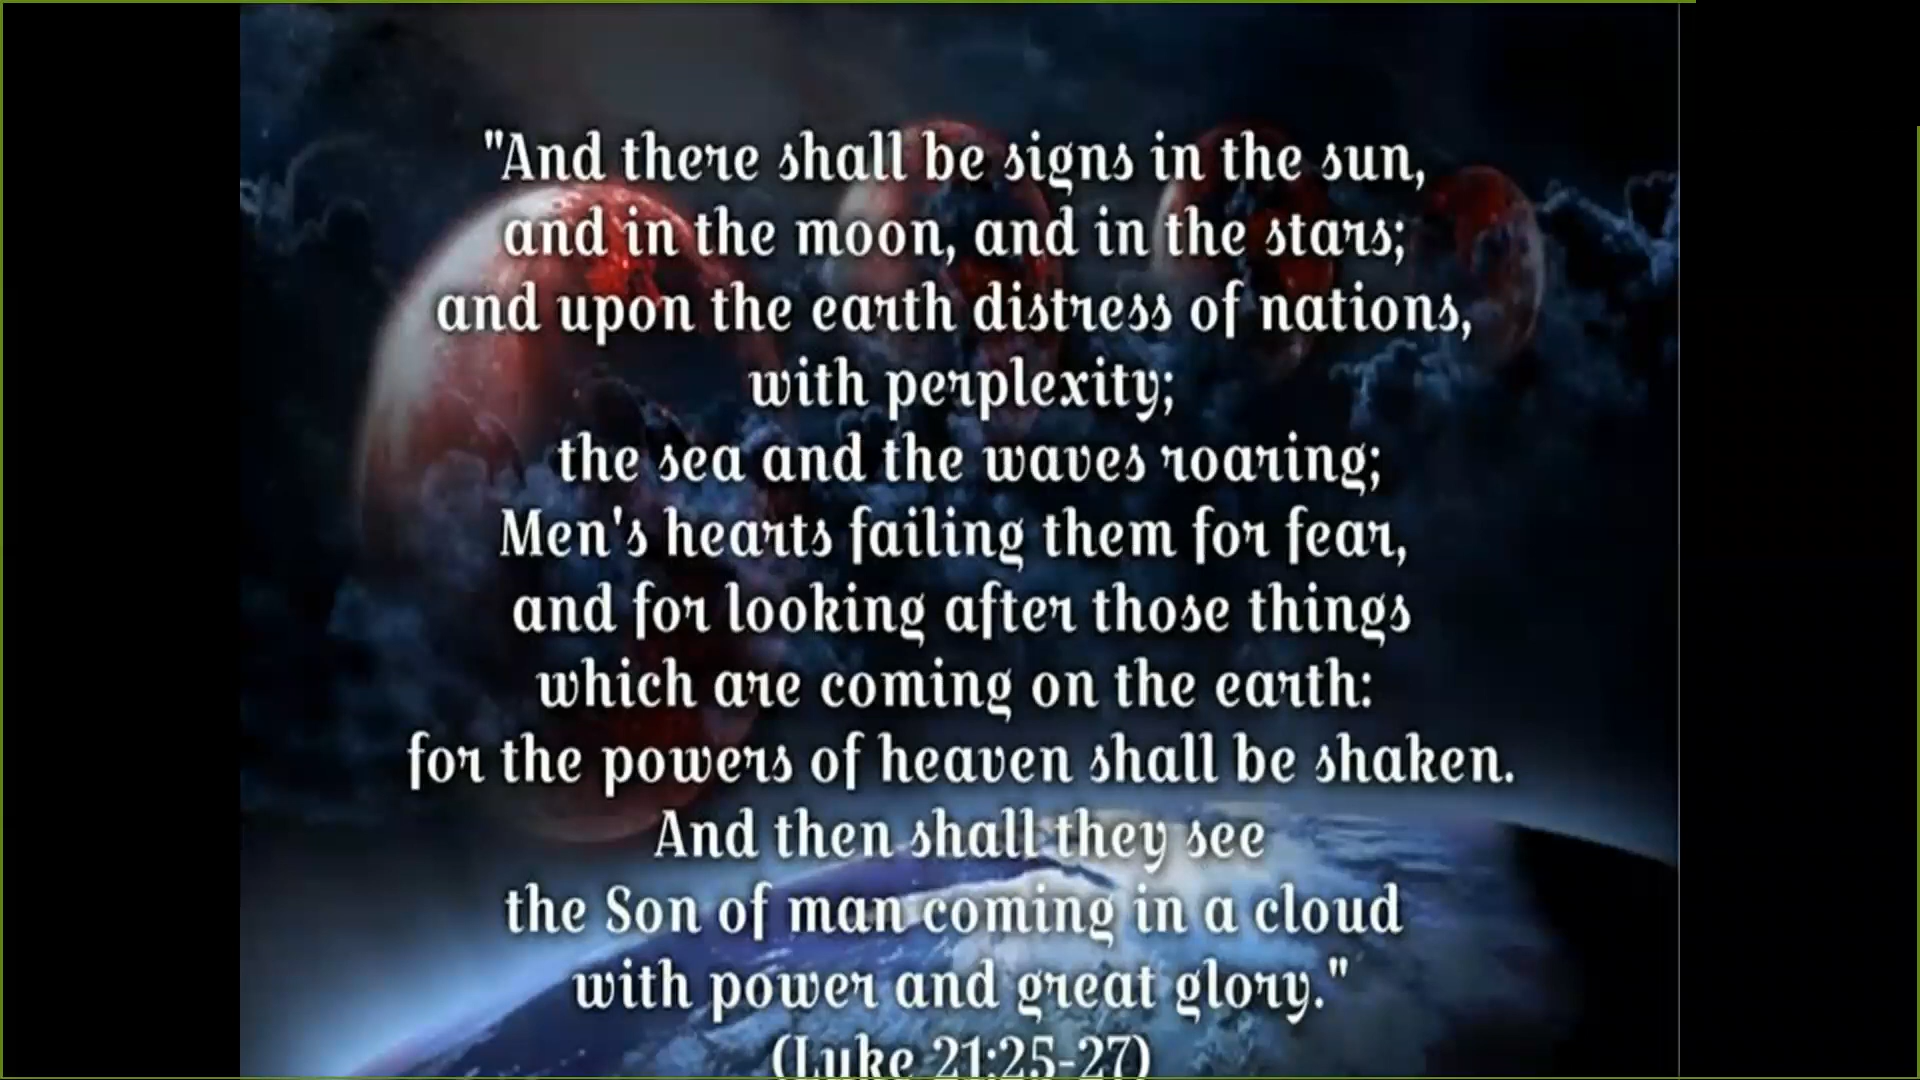 "And there shall be signs in the sun,
and in the moon, and in the stars;
and upon the earth distress of nations,
with perplexity;
the sea and the waves roaring;
Men's hearts failing them for fear,
and for looking after those things
which are coming on the earth:
for the powers of heaven shall be shaken.
And then shall they see
the Son of man coming in a cloud
with power and great glory."
(Luke 21:25-27)